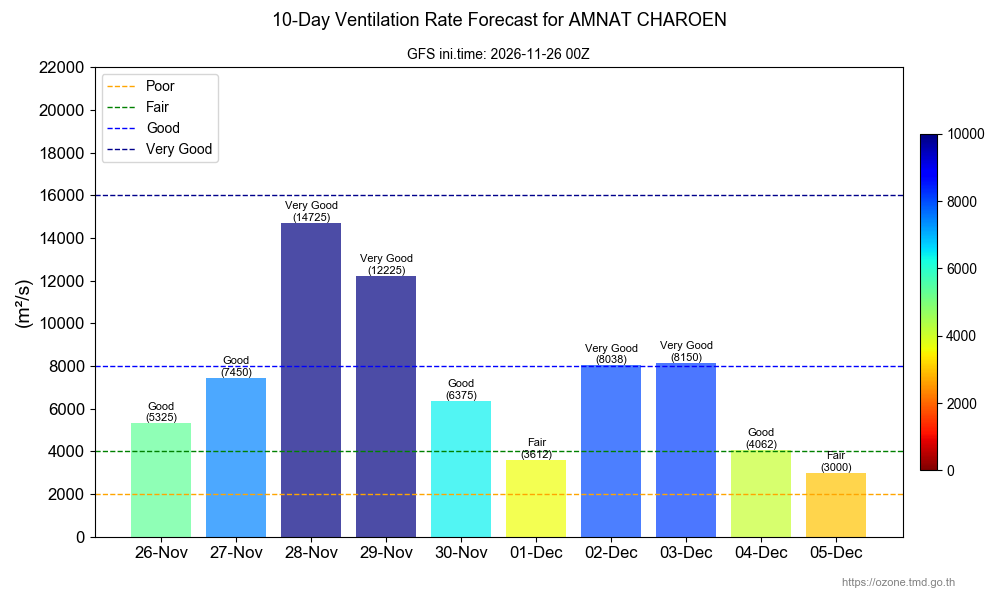 10-Day Ventilation Rate Forecast for AMNAT CHAROEN
GFS ini.time: 2026-11-26 00Z
22000
20000
18000
16000
14000
12000
10000
8000
6000
4000
2000
0
(m²/s)
Poor
Fair
Good
Very Good
Good
(5325)
Good
(7450)
Very Good
(14725)
Very Good
(12225)
Good
(6375)
Fair
(3612)
Very Good
(8038)
Very Good
(8150)
Good
(4062)
Fair
(3000)
26-Nov 27-Nov 28-Nov 29-Nov 30-Nov 01-Dec 02-Dec 03-Dec 04-Dec 05-Dec
10000
8000
6000
4000
2000
0
https://ozone.tmd.go.th